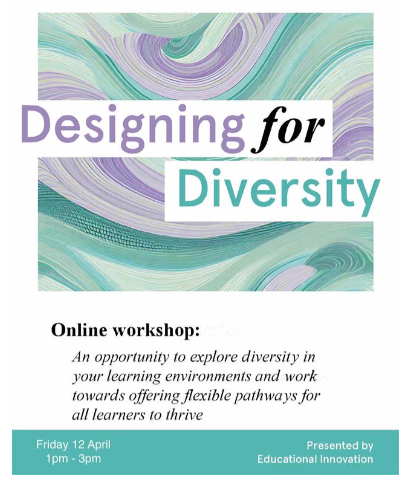 Designing for
Diversity
Online workshop:
An opportunity to explore diversity in
your learning environments and work
towards offering flexible pathways for
all learners to thrive
Friday 12 April
1pm - 3pm
Presented by
Educational Innovation